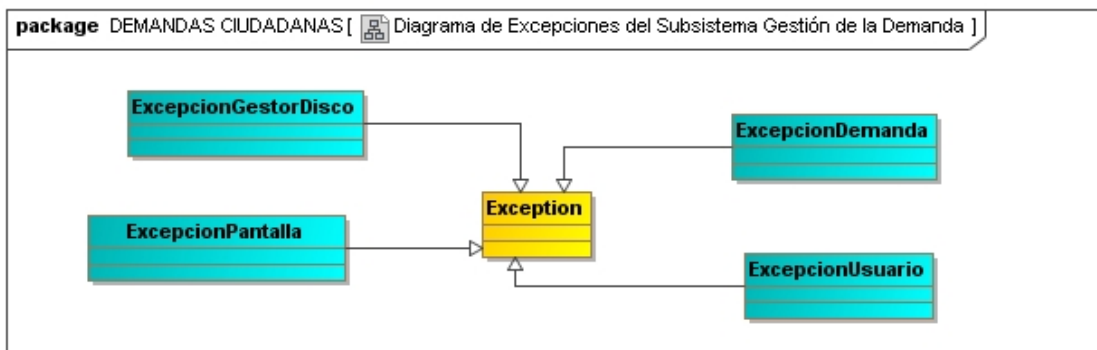 package DEMANDAS CIUDADANAS [ Diagrama de Excepciones del Subsistema Gestión de la Demanda ]
ExcepcionGestorDisco
ExcepcionDemanda
Exception
ExcepcionPantalla
ExcepcionUsuario